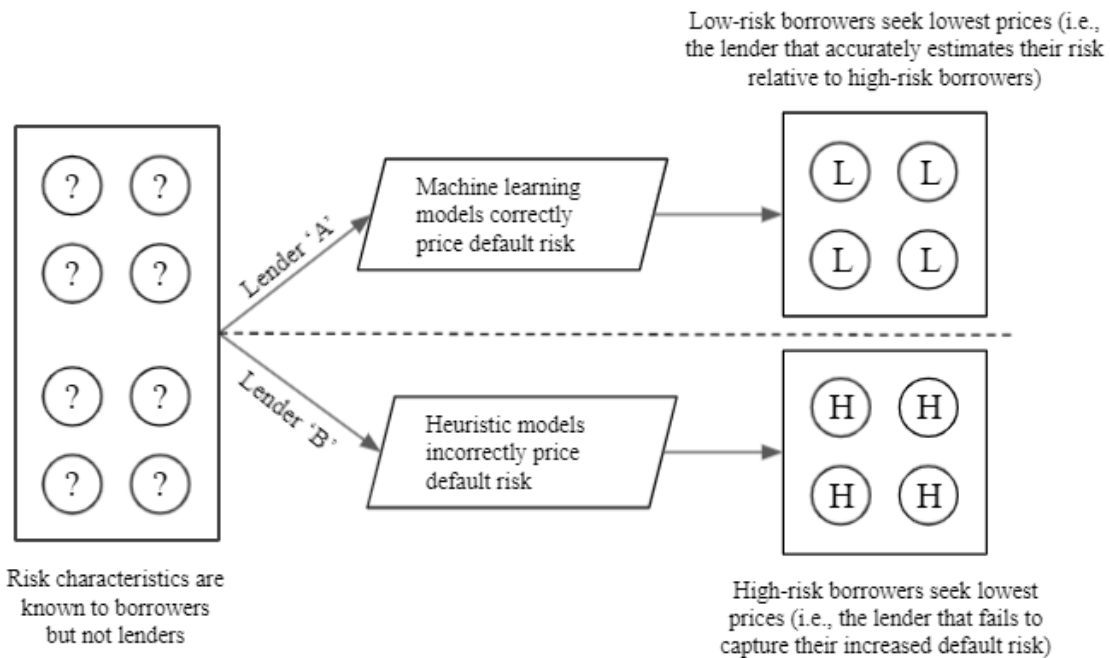 Low-risk borrowers seek lowest prices (i.e.,
the lender that accurately estimates their risk
relative to high-risk borrowers)
? ?
? ?
? ?
? ?
Lender ‘A’
Machine learning
models correctly
price default risk
L L
L L
Lender ‘B’
Heuristic models
incorrectly price
default risk
H H
H H
Risk characteristics are
known to borrowers
but not lenders
High-risk borrowers seek lowest
prices (i.e., the lender that fails to
capture their increased default risk)